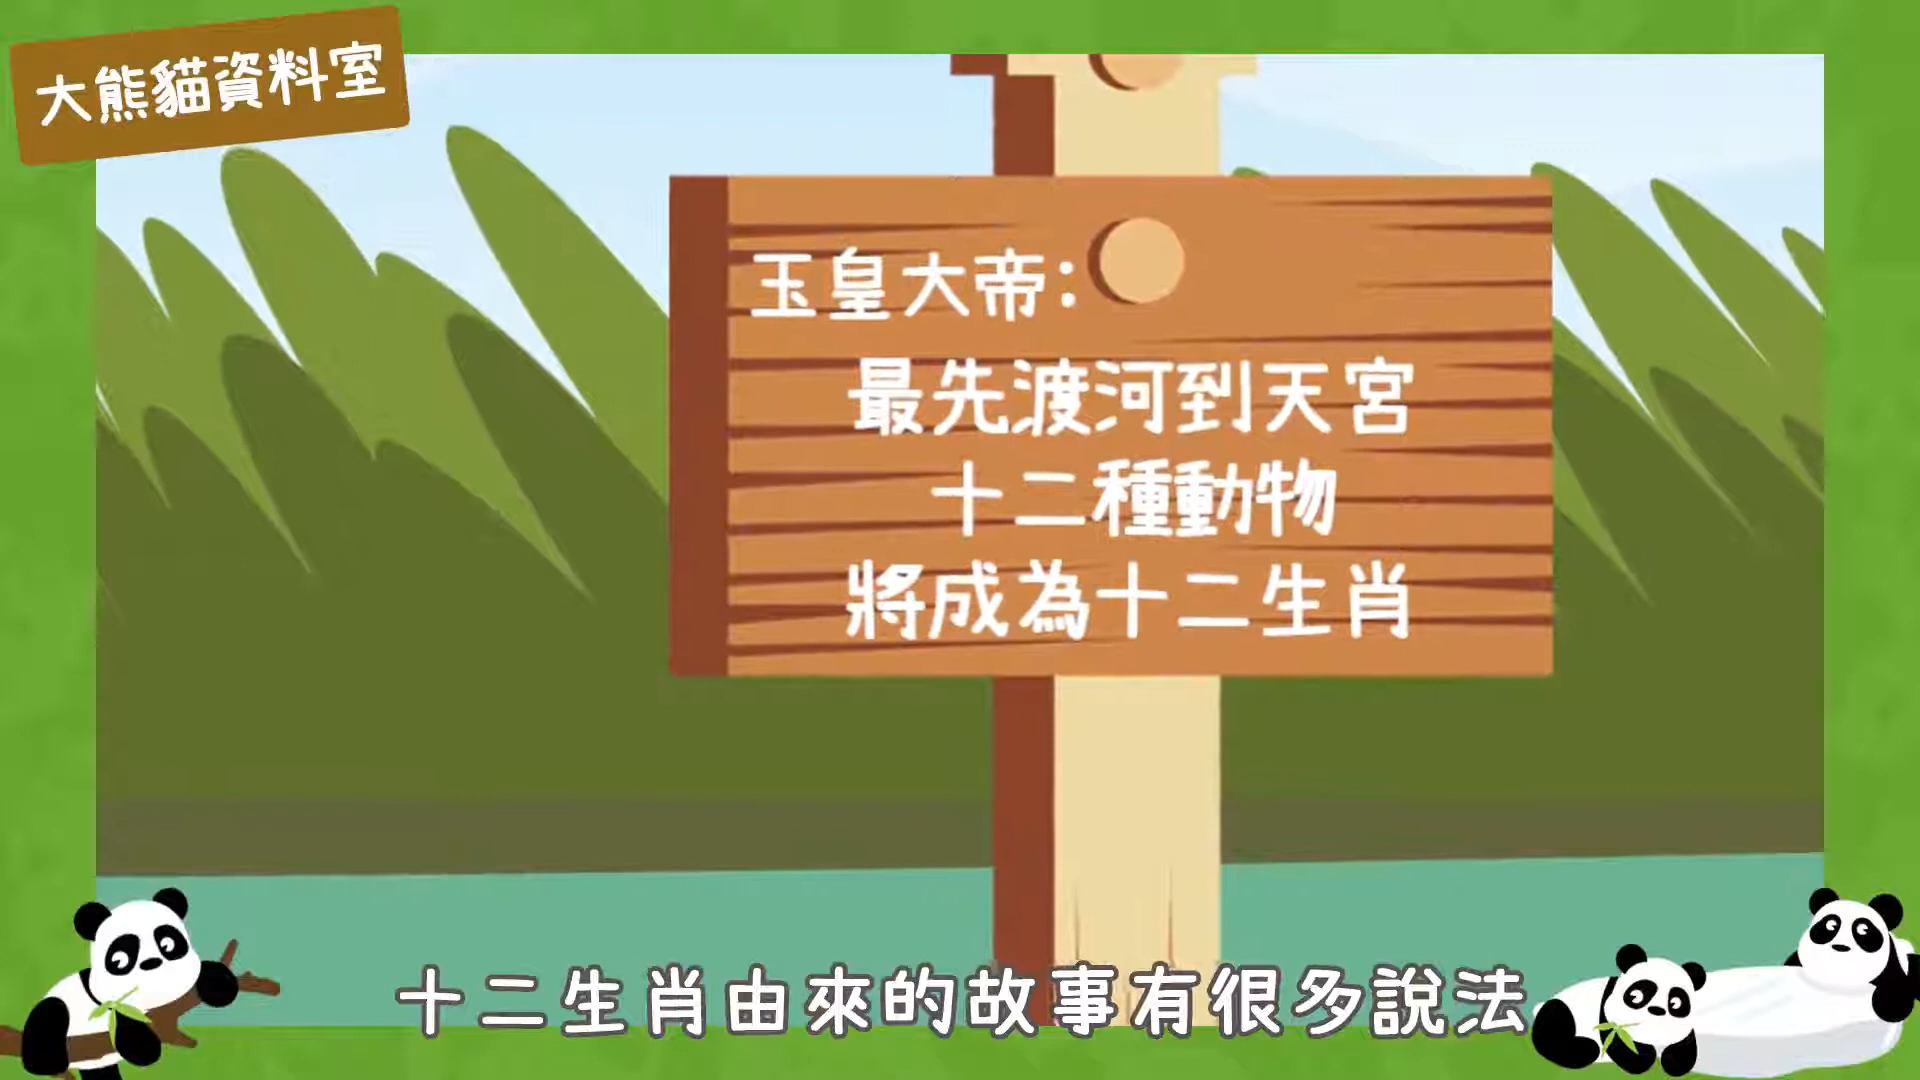 大熊貓資料室
玉皇大帝：
最先渡河到天宮
十二種動物
將成為十二生肖
十二生肖由來的故事有很多說法